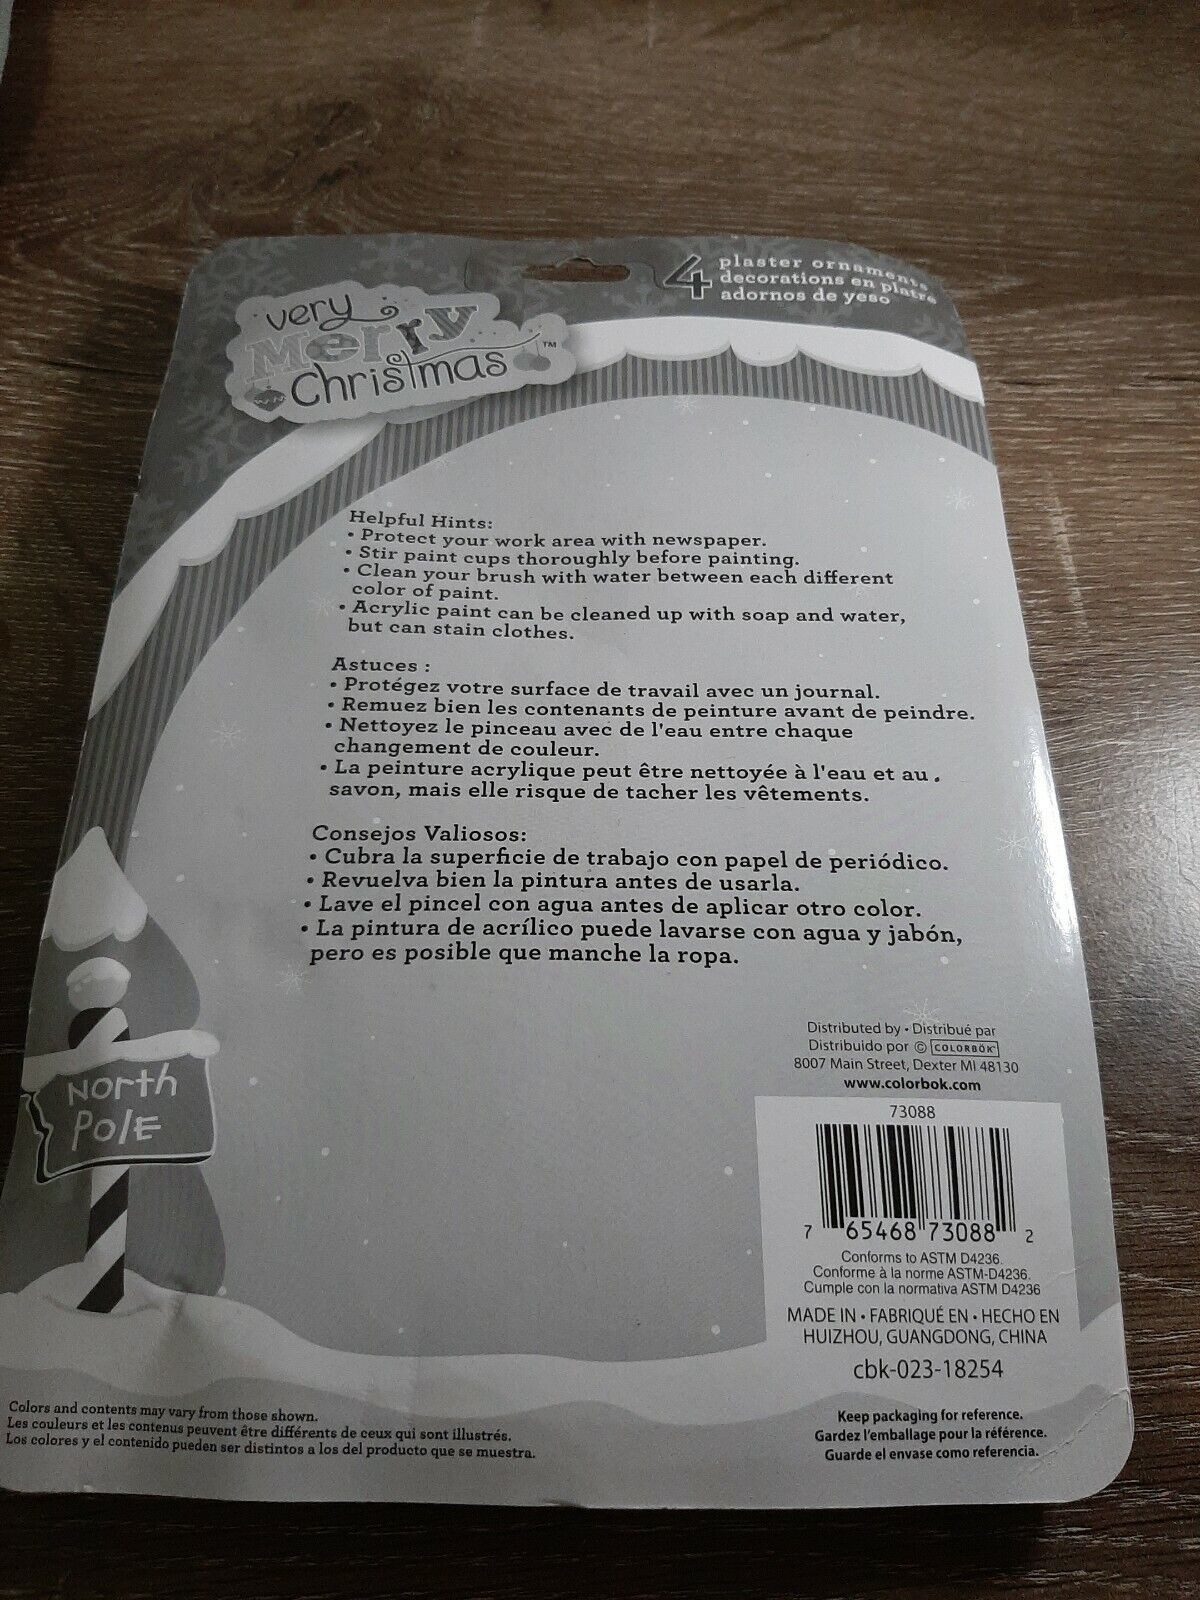 very
Merry
Christmas™
4 plaster ornaments
decorations en platre
adornos de yeso
Helpful Hints:
• Protect your work area with newspaper.
• Stir paint cups thoroughly before painting.
• Clean your brush with water between each different
color of paint.
• Acrylic paint can be cleaned up with soap and water,
but can stain clothes.
Astuces :
• Protégez votre surface de travail avec un journal.
• Remuez bien les contenants de peinture avant de peindre.
• Nettoyez le pinceau avec de l'eau entre chaque
changement de couleur.
• La peinture acrylique peut être nettoyée à l'eau et au
savon, mais elle risque de tacher les vêtements.
Consejos Valiosos:
• Cubra la superficie de trabajo con papel de periódico.
• Revuelva bien la pintura antes de usarla.
• Lave el pincel con agua antes de aplicar otro color.
• La pintura de acrílico puede lavarse con agua y jabón,
pero es posible que manche la ropa.
North
Pole
Distributed by • Distribué par
Distribuido por © COLORBÖK
8007 Main Street, Dexter MI 48130
www.colorbok.com
73088
7 65468 73088 2
Conforms to ASTM D4236.
Conforme à la norme ASTM-D4236.
Cumple con la normativa ASTM D4236
MADE IN • FABRIQUÉ EN • HECHO EN
HUIZHOU, GUANGDONG, CHINA
cbk-023-18254
Colors and contents may vary from those shown.
Les couleurs et les contenus peuvent être différents de ceux qui sont illustrés.
Los colores y el contenido pueden ser distintos a los del producto que se muestra.
Keep packaging for reference.
Gardez l'emballage pour la référence.
Guarde el envase como referencia.